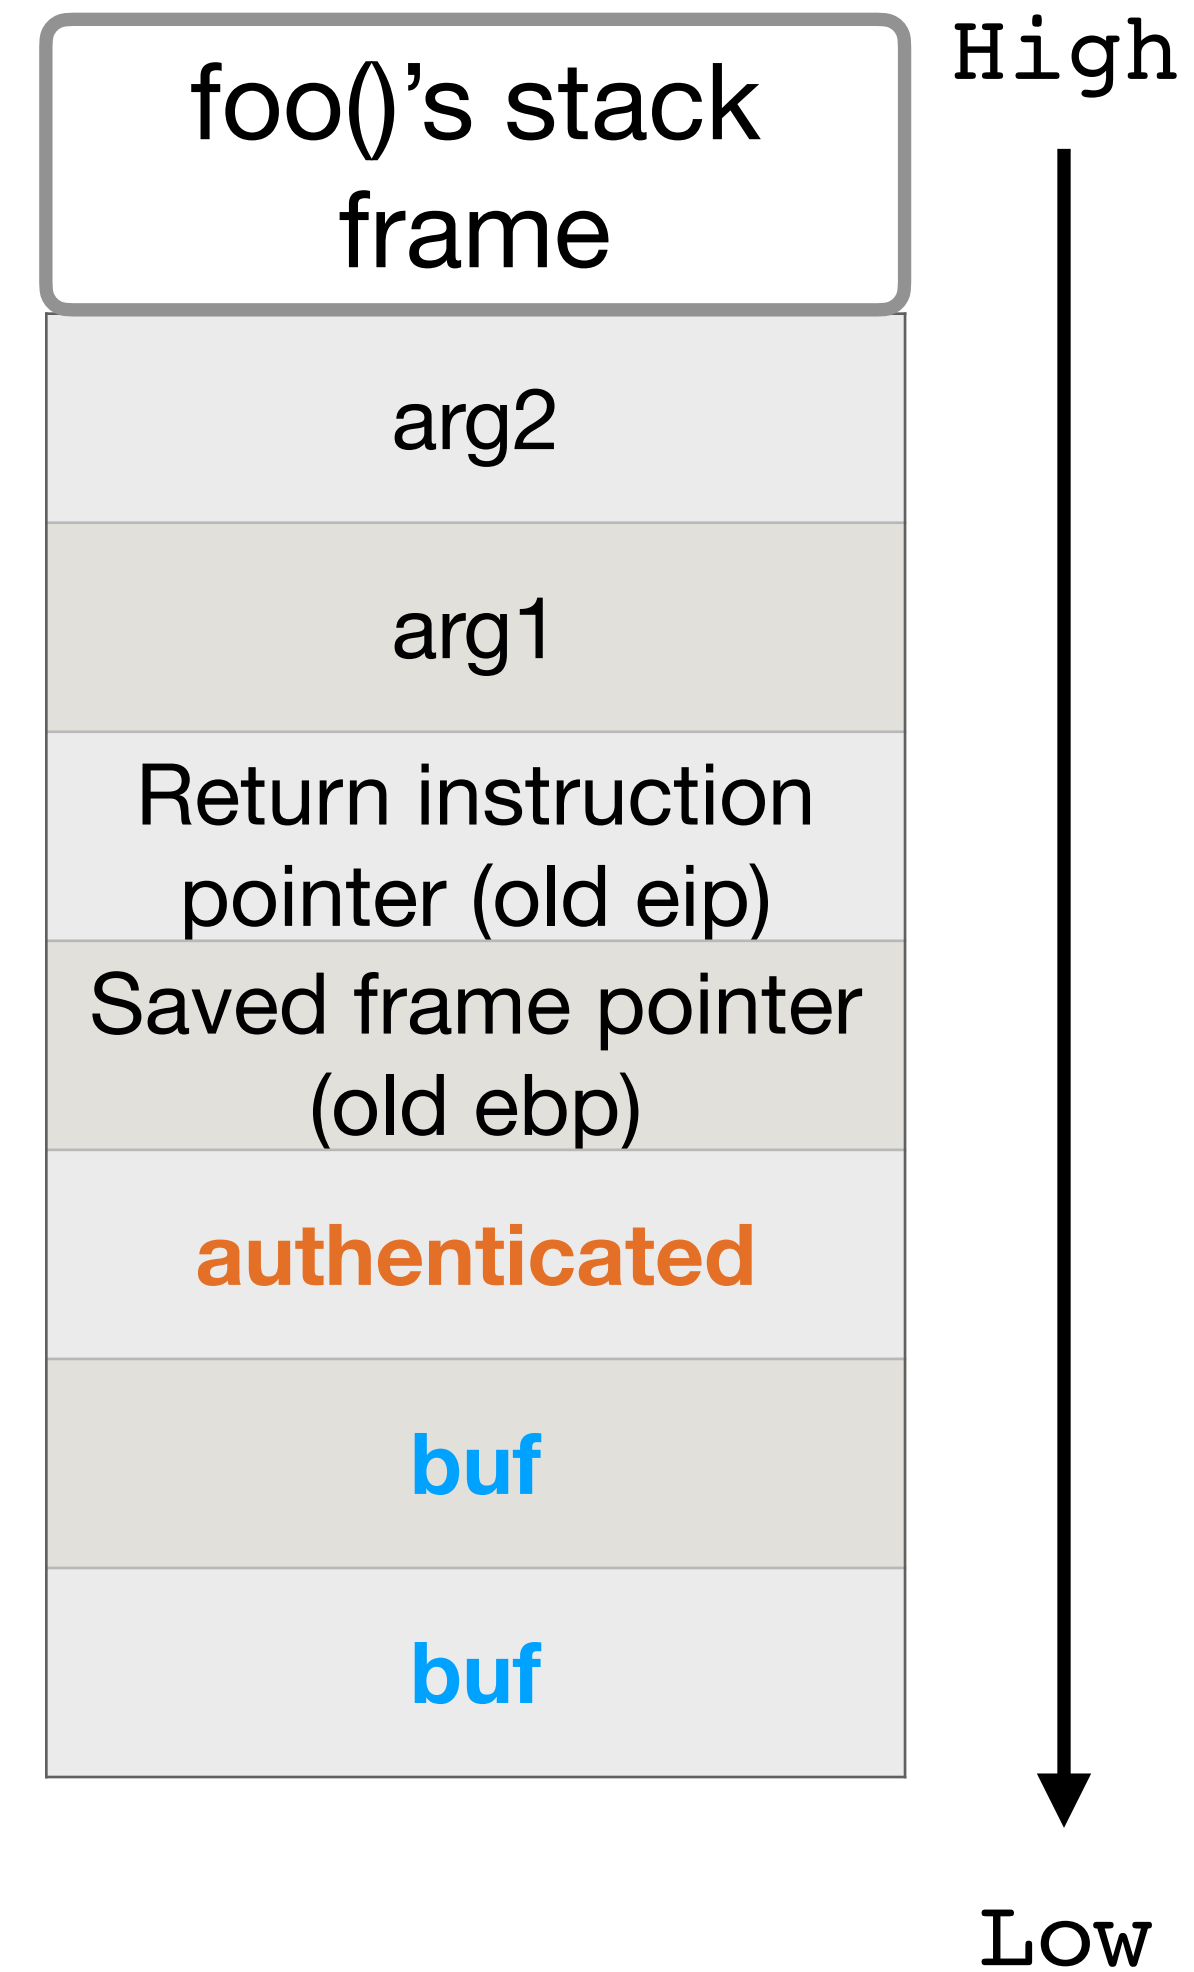 foo()’s stack
frame
High
arg2
arg1
Return instruction
pointer (old eip)
Saved frame pointer
(old ebp)
authenticated
buf
buf
Low